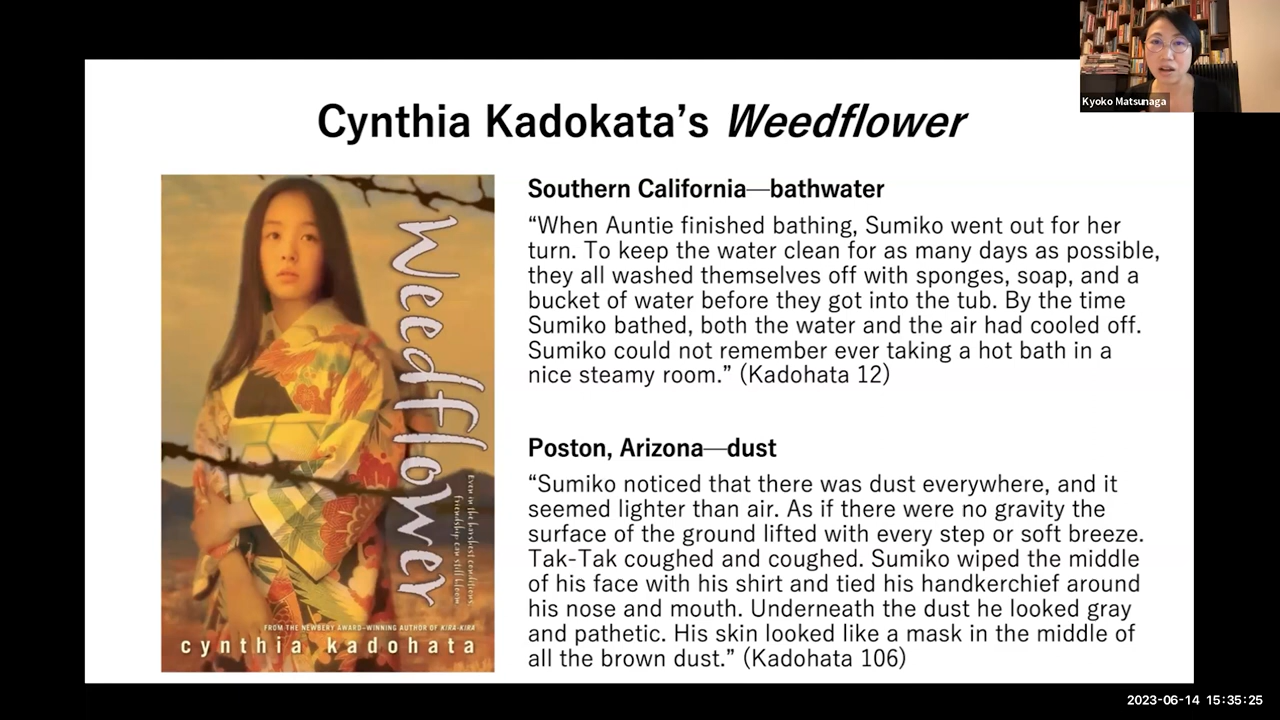 Kyoko Matsunaga
Cynthia Kadokata’s Weedflower
Weedflower
Even in the harshest conditions,
friendship can still bloom
FROM THE NEWBERY AWARD–WINNING AUTHOR OF KIRA-KIRA
cynthia kadohata
Southern California—bathwater
“When Auntie finished bathing, Sumiko went out for her
turn. To keep the water clean for as many days as possible,
they all washed themselves off with sponges, soap, and a
bucket of water before they got into the tub. By the time
Sumiko bathed, both the water and the air had cooled off.
Sumiko could not remember ever taking a hot bath in a
nice steamy room.” (Kadohata 12)
Poston, Arizona—dust
“Sumiko noticed that there was dust everywhere, and it
seemed lighter than air. As if there were no gravity the
surface of the ground lifted with every step or soft breeze.
Tak-Tak coughed and coughed. Sumiko wiped the middle
of his face with his shirt and tied his handkerchief around
his nose and mouth. Underneath the dust he looked gray
and pathetic. His skin looked like a mask in the middle of
all the brown dust.” (Kadohata 106)
2023-06-14 15:35:25